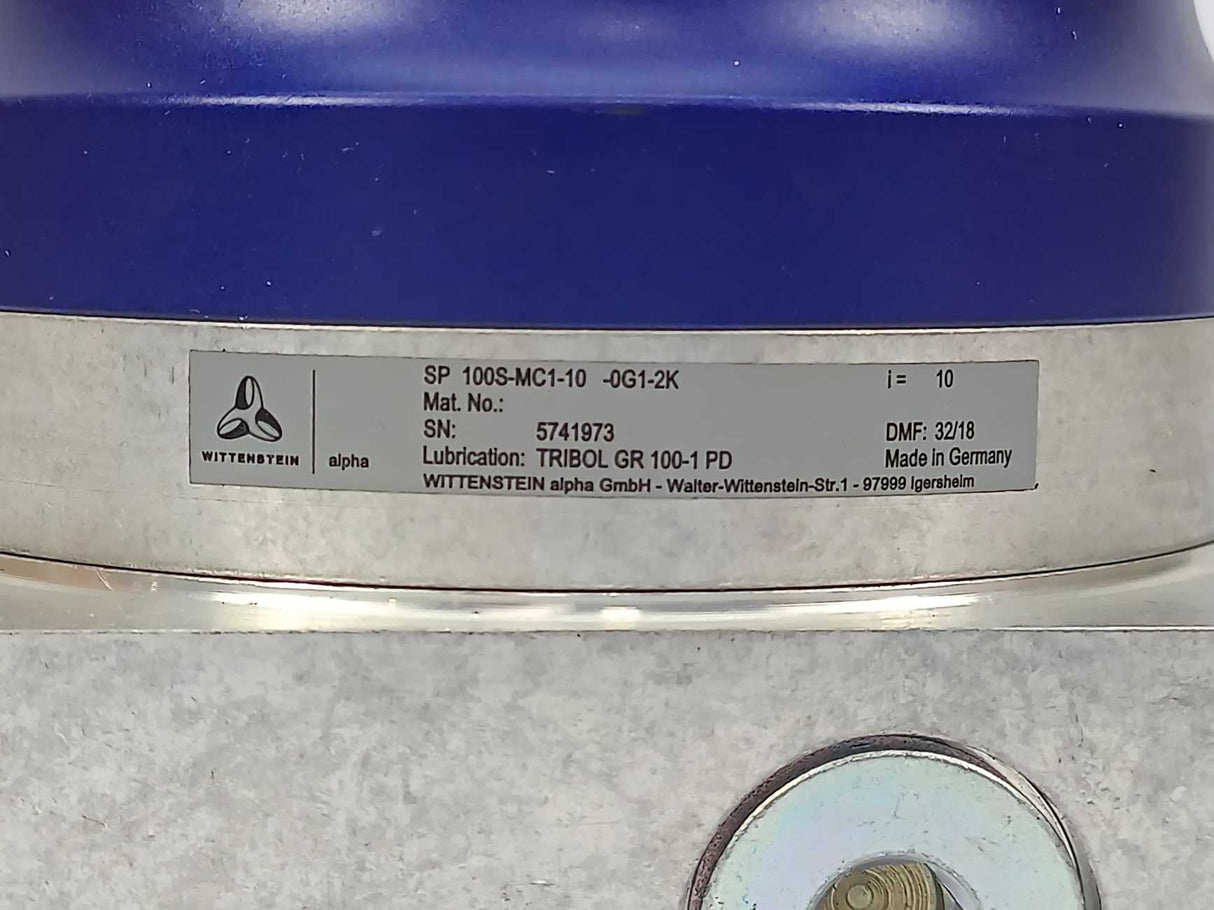 SP 100S-MC1-10 -0G1-2K i = 10
Mat. No.:
SN: 5741973 DMF: 32/18
Lubrication: TRIBOL GR 100-1 PD Made in Germany
WITTENSTEIN alpha GmbH - Walter-Wittenstein-Str.1 - 97999 Igersheim
WITTENSTEIN alpha